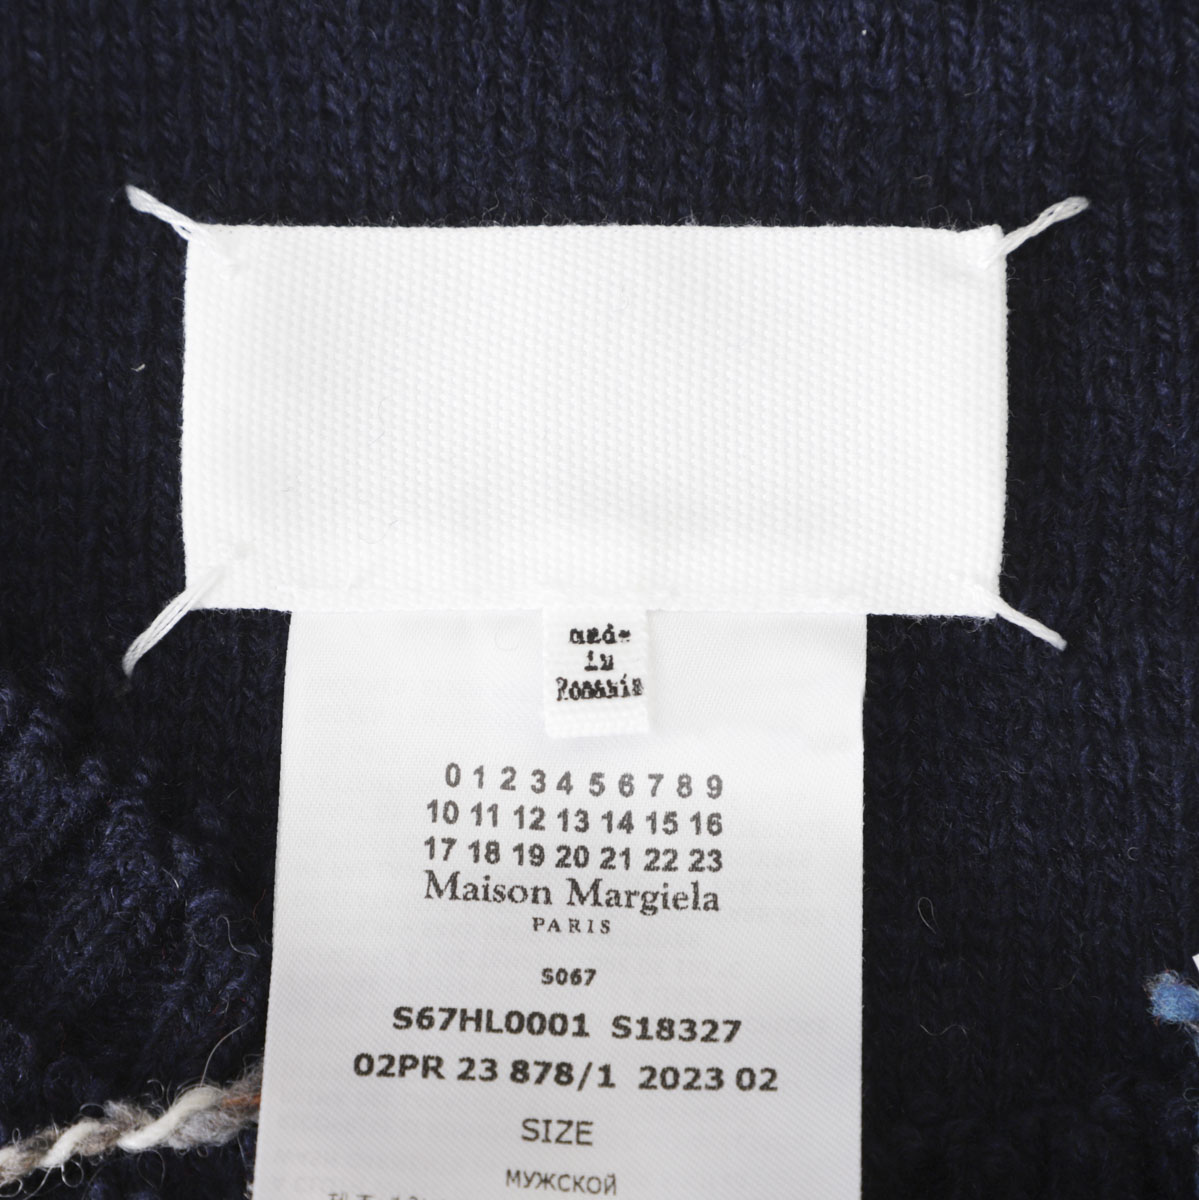 made
in
Romania
0 1 2 3 4 5 6 7 8 9
10 11 12 13 14 15 16
17 18 19 20 21 22 23
Maison Margiela
PARIS
S067
S67HL0001 S18327
02PR 23 878/1 2023 02
SIZE
МУЖСКОЙ